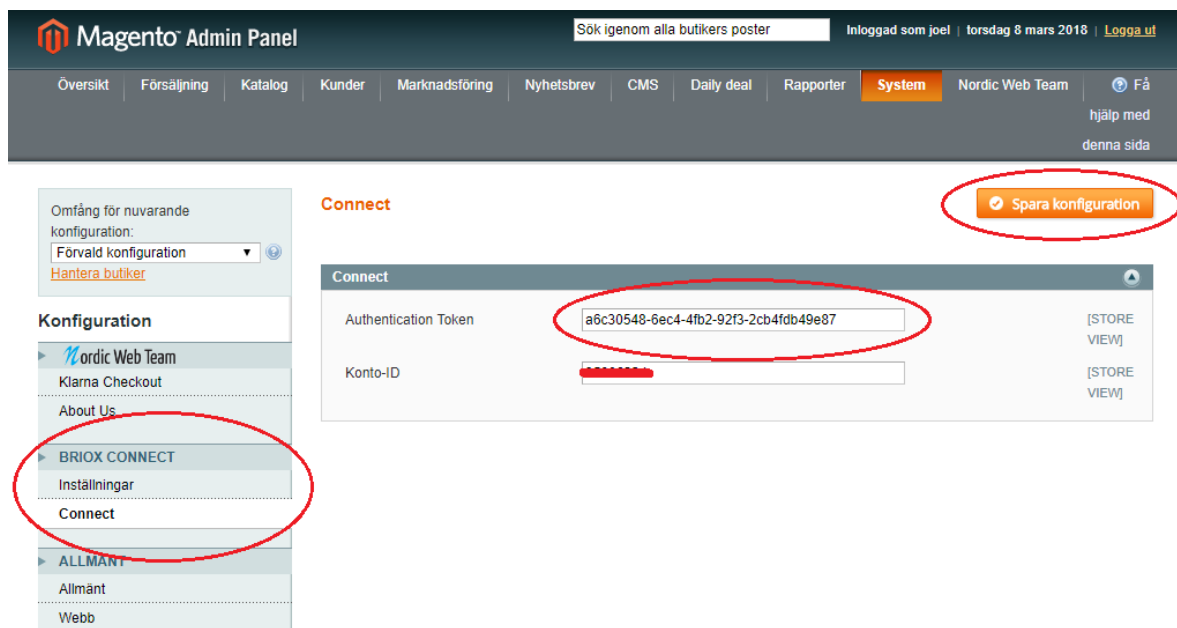 Magento Admin Panel
Sök igenom alla butikers poster
Inloggad som joel | torsdag 8 mars 2018 | Logga ut
Översikt Försäljning Katalog Kunder Marknadsföring Nyhetsbrev CMS Daily deal Rapporter System Nordic Web Team Få
hjälp med
denna sida
Omfång för nuvarande
konfiguration:
Förvald konfiguration
Hantera butiker
Konfiguration
Nordic Web Team
Klarna Checkout
About Us
BRIOX CONNECT
Inställningar
Connect
ALLMÄNT
Allmänt
Webb
Connect
Spara konfiguration
Connect
Authentication Token a6c30548-6ec4-4fb2-92f3-2cb4fdb49e87 [STORE
VIEW]
Konto-ID [STORE
VIEW]